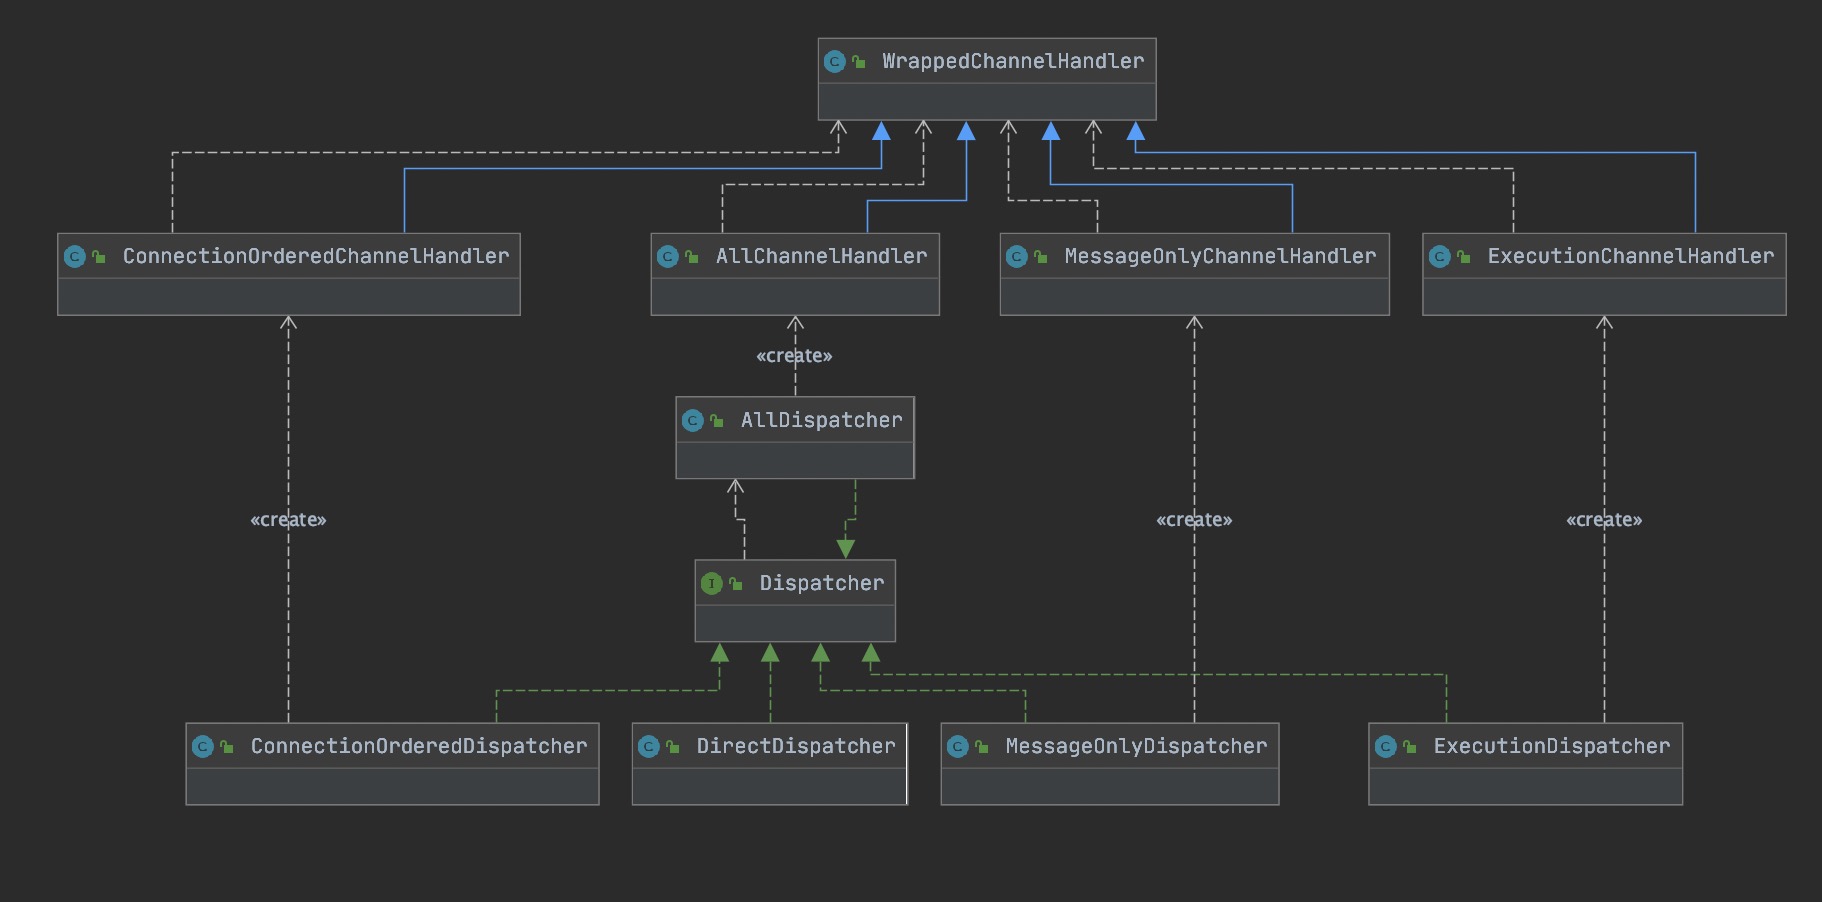 C WrappedChannelHandler
C ConnectionOrderedChannelHandler
C AllChannelHandler
C MessageOnlyChannelHandler
C ExecutionChannelHandler
«create»
C AllDispatcher
«create»
«create»
«create»
I Dispatcher
C ConnectionOrderedDispatcher
C DirectDispatcher
C MessageOnlyDispatcher
C ExecutionDispatcher